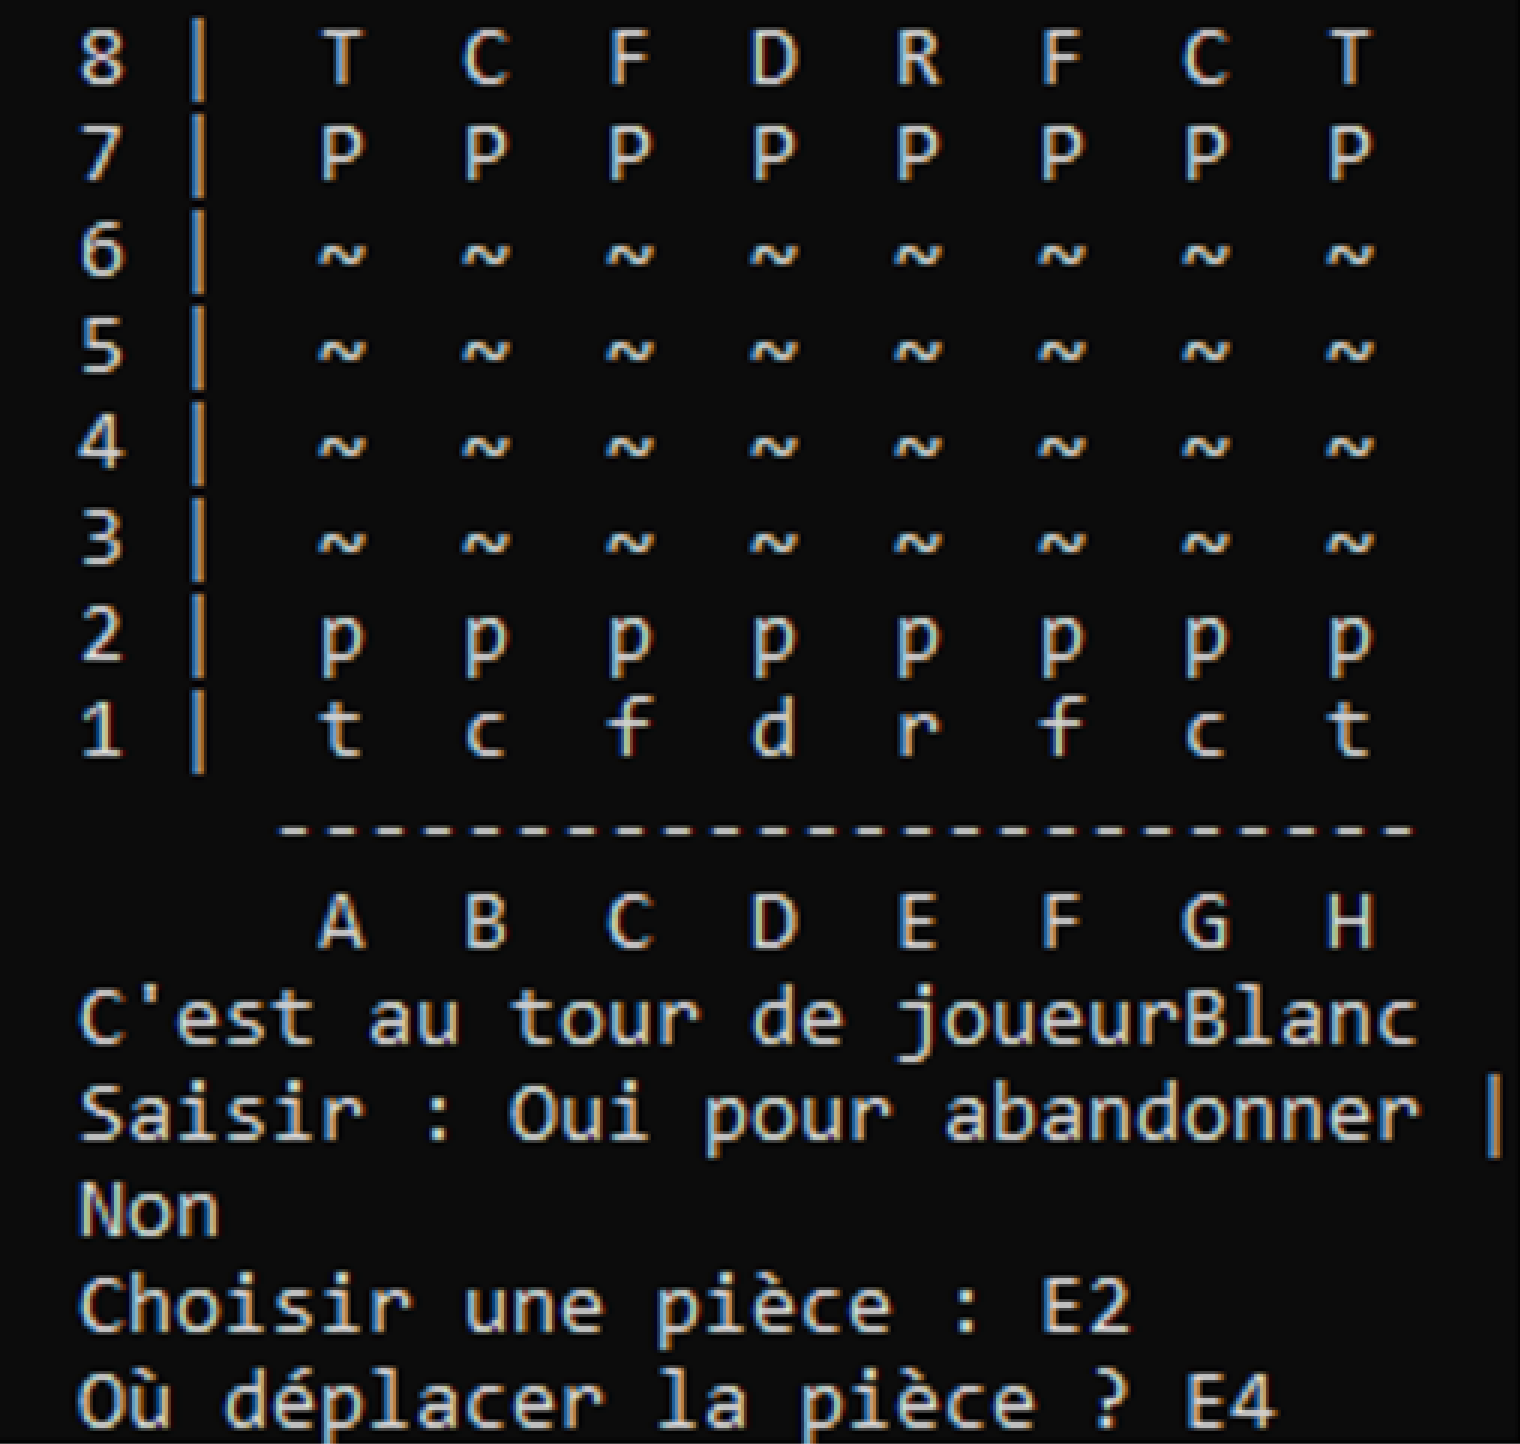 8 | T C F D R F C T
7 | P P P P P P P P
6 | ~ ~ ~ ~ ~ ~ ~ ~
5 | ~ ~ ~ ~ ~ ~ ~ ~
4 | ~ ~ ~ ~ ~ ~ ~ ~
3 | ~ ~ ~ ~ ~ ~ ~ ~
2 | p p p p p p p p
1 | t c f d r f c t
------------------------
A B C D E F G H
C'est au tour de joueurBlanc
Saisir : Oui pour abandonner |
Non
Choisir une pièce : E2
Où déplacer la pièce ? E4